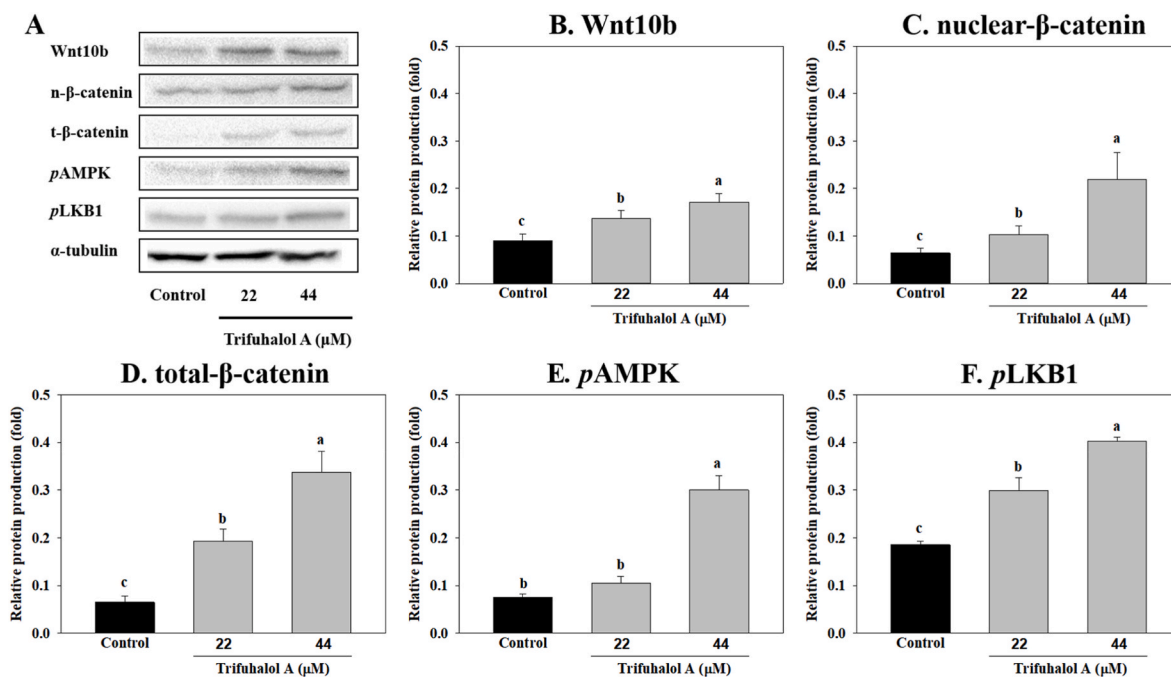 A
Wnt10b
n-β-catenin
t-β-catenin
pAMPK
pLKB1
α-tubulin
Control 22 44
Trifuhalol A (μM)
B. Wnt10b
Relative protein production (fold)
0.5
0.4
0.3
0.2
0.1
0.0
c
b
a
Control 22 44
Trifuhalol A (μM)
C. nuclear-β-catenin
Relative protein production (fold)
0.5
0.4
0.3
0.2
0.1
0.0
c
b
a
Control 22 44
Trifuhalol A (μM)
D. total-β-catenin
Relative protein production (fold)
0.5
0.4
0.3
0.2
0.1
0.0
c
b
a
Control 22 44
Trifuhalol A (μM)
E. pAMPK
Relative protein production (fold)
0.5
0.4
0.3
0.2
0.1
0.0
b
b
a
Control 22 44
Trifuhalol A (μM)
F. pLKB1
Relative protein production (fold)
0.5
0.4
0.3
0.2
0.1
0.0
c
b
a
Control 22 44
Trifuhalol A (μM)